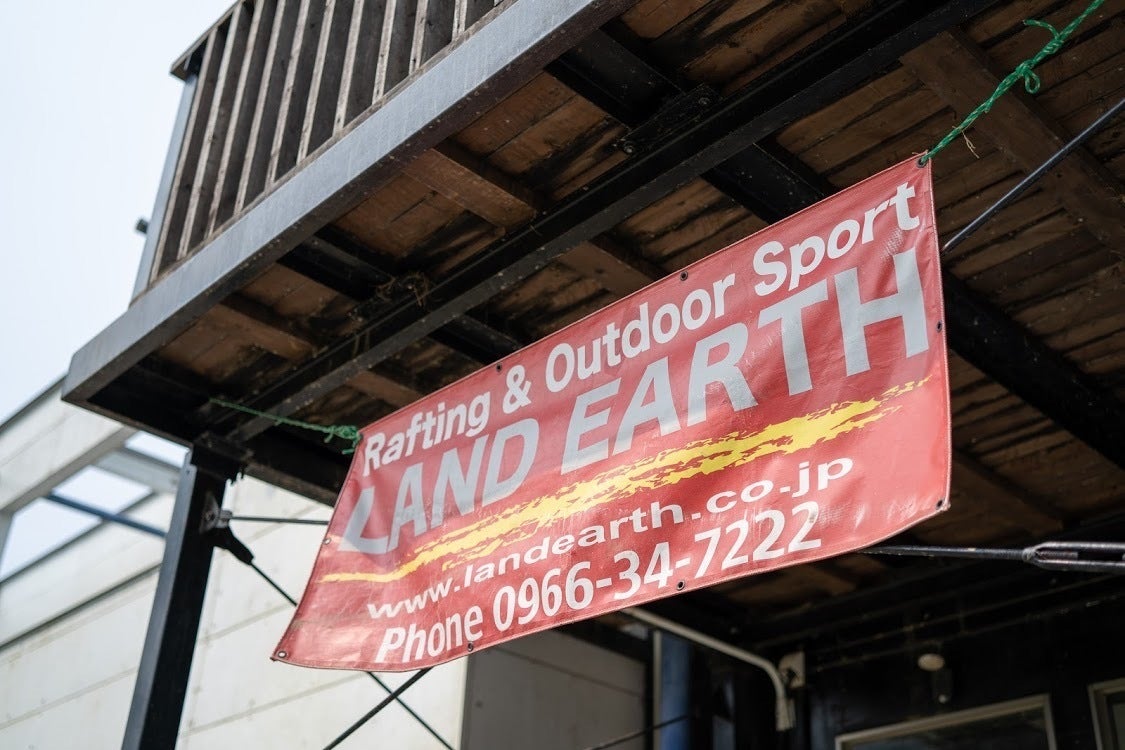 Rafting & Outdoor Sport
LAND EARTH
www.landearth.co.jp
Phone 0966-34-7222